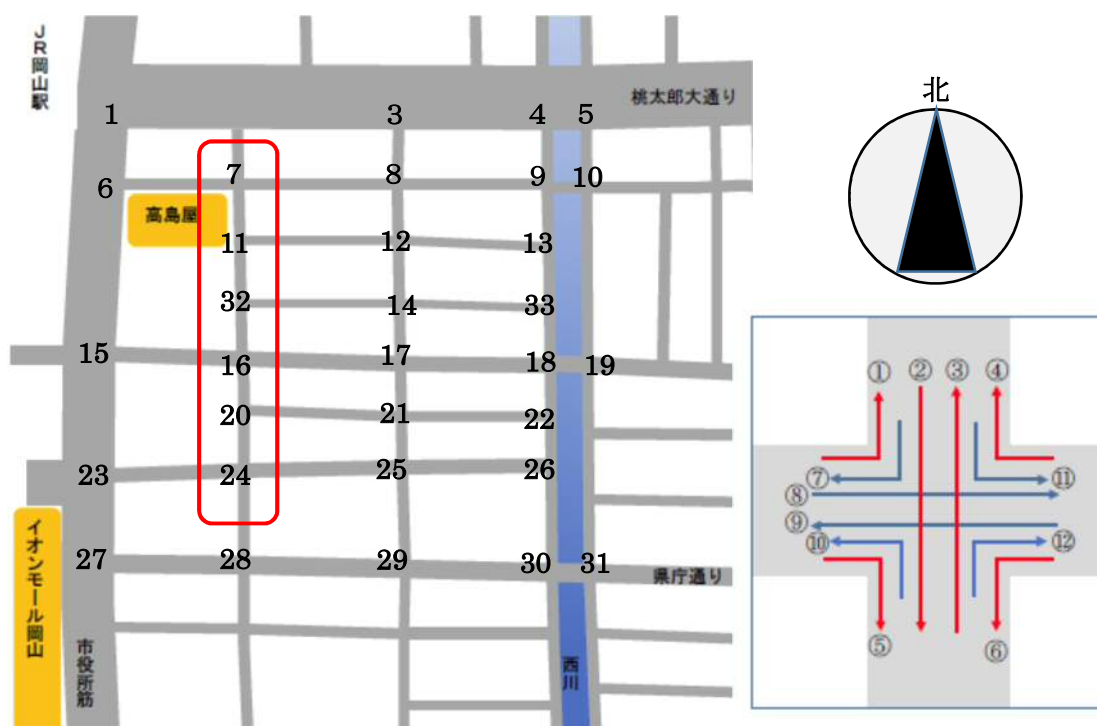 JR岡山駅
桃太郎大通り
1 3 4 5
6 7 8 9 10
高島屋
11 12 13
32 14 33
15 16 17 18 19
20 21 22
23 24 25 26
イオンモール岡山
27 28 29 30 31
県庁通り
市役所筋
西川
北
① ② ③ ④
⑦ ⑪
⑧
⑨
⑩ ⑫
⑤ ⑥